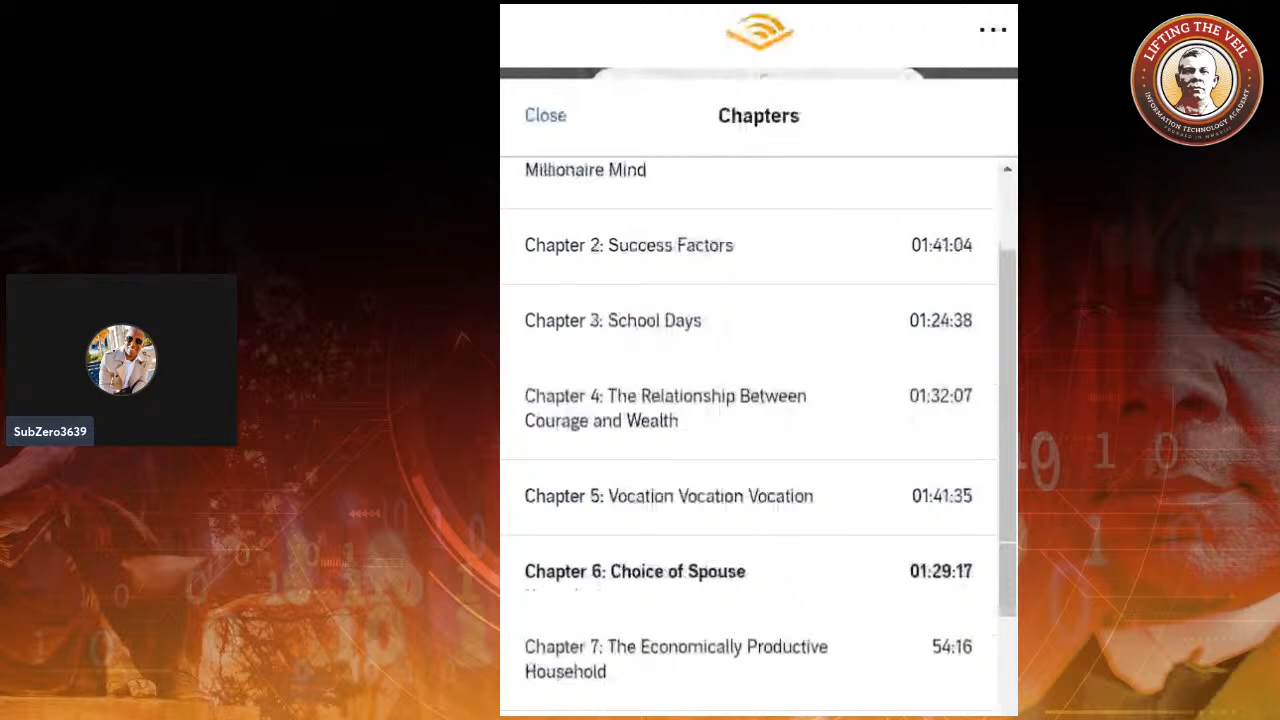 LIFTING THE VEIL
INFORMATION TECHNOLOGY ACADEMY
Close
Chapters
Millionaire Mind
Chapter 2: Success Factors 01:41:04
Chapter 3: School Days 01:24:38
Chapter 4: The Relationship Between 01:32:07
Courage and Wealth
Chapter 5: Vocation Vocation Vocation 01:41:35
Chapter 6: Choice of Spouse 01:29:17
Chapter 7: The Economically Productive 54:16
Household
SubZero3639